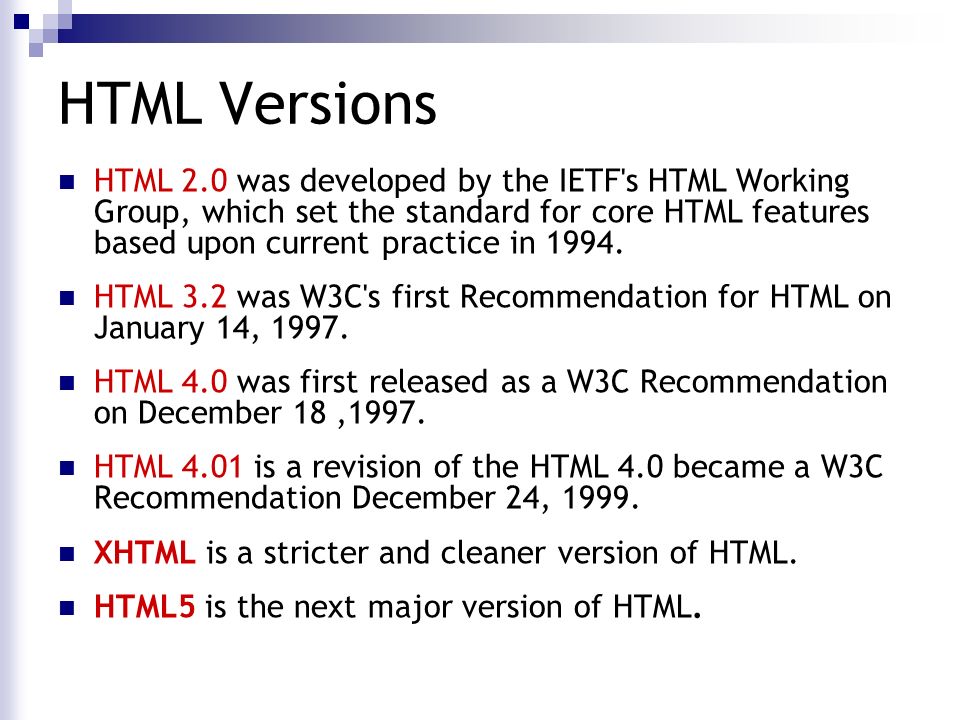 HTML Versions
HTML 2.0 was developed by the IETF's HTML Working
Group, which set the standard for core HTML features
based upon current practice in 1994.
HTML 3.2 was W3C's first Recommendation for HTML on
January 14, 1997.
HTML 4.0 was first released as a W3C Recommendation
on December 18 ,1997.
HTML 4.01 is a revision of the HTML 4.0 became a W3C
Recommendation December 24, 1999.
XHTML is a stricter and cleaner version of HTML.
HTML5 is the next major version of HTML.